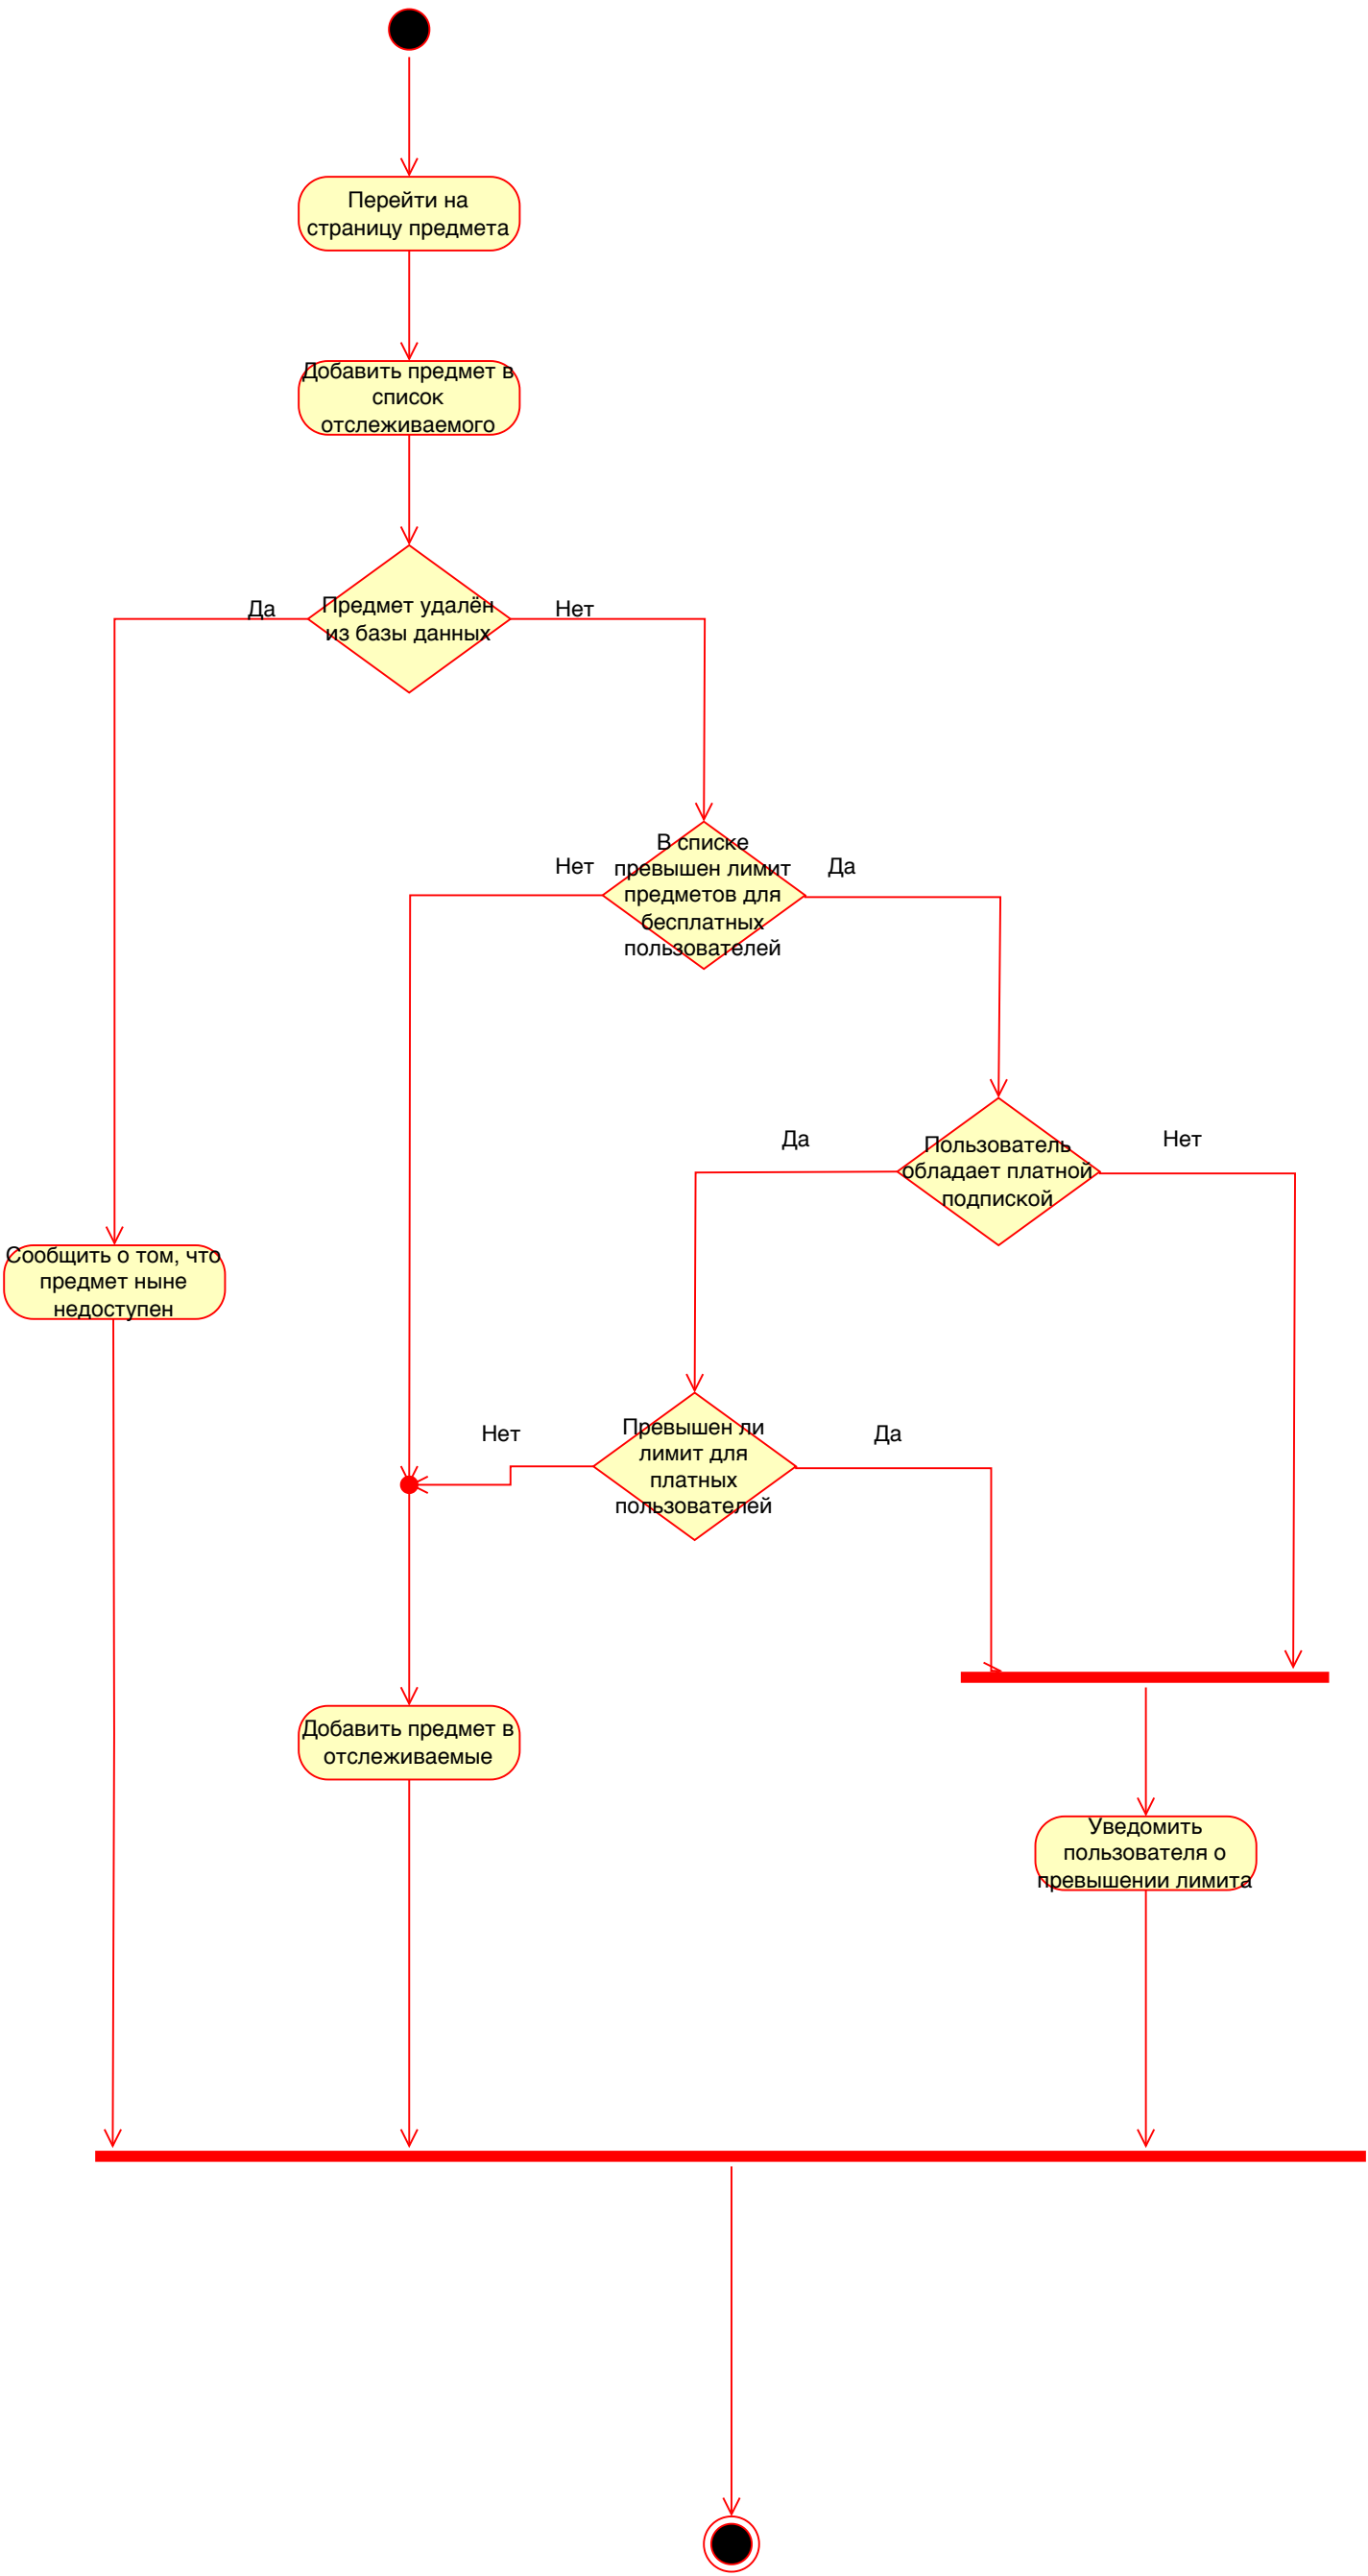 Перейти на
страницу предмета
Добавить предмет в
список
отслеживаемого
Да
Предмет удалён
из базы данных
Нет
Нет
В списке
превышен лимит
предметов для
бесплатных
пользователей
Да
Да
Пользователь
обладает платной
подпиской
Нет
Сообщить о том, что
предмет ныне
недоступен
Нет
Превышен ли
лимит для
платных
пользователей
Да
Добавить предмет в
отслеживаемые
Уведомить
пользователя о
превышении лимита